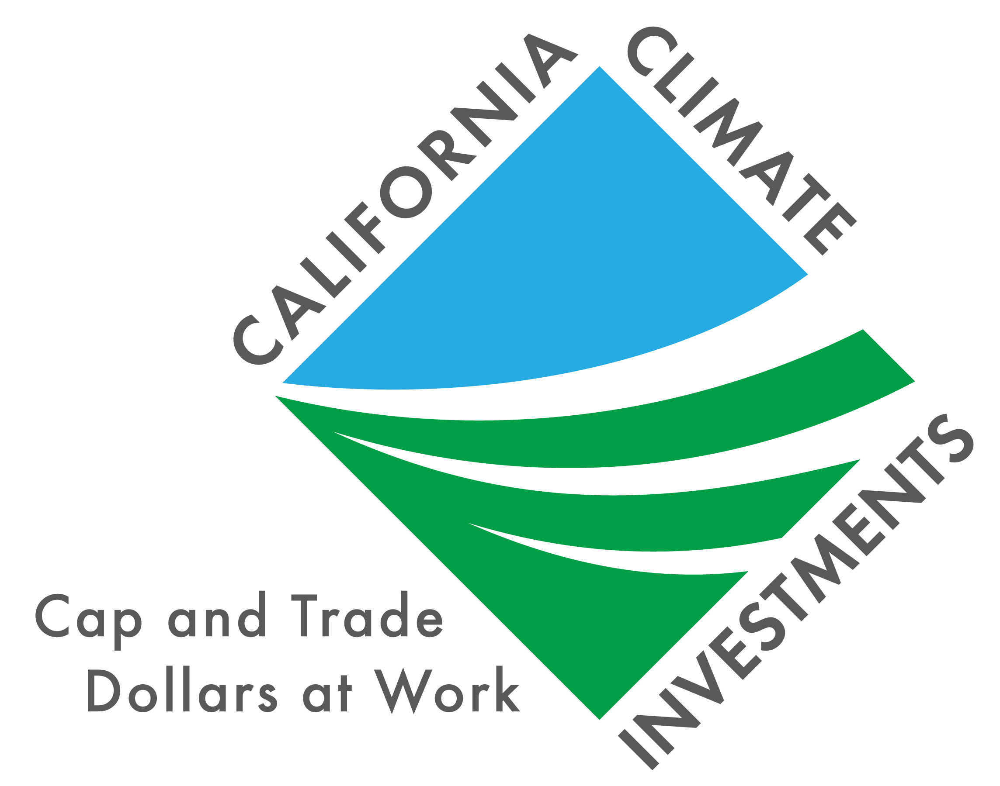 CALIFORNIA
CLIMATE
INVESTMENTS
Cap and Trade
Dollars at Work